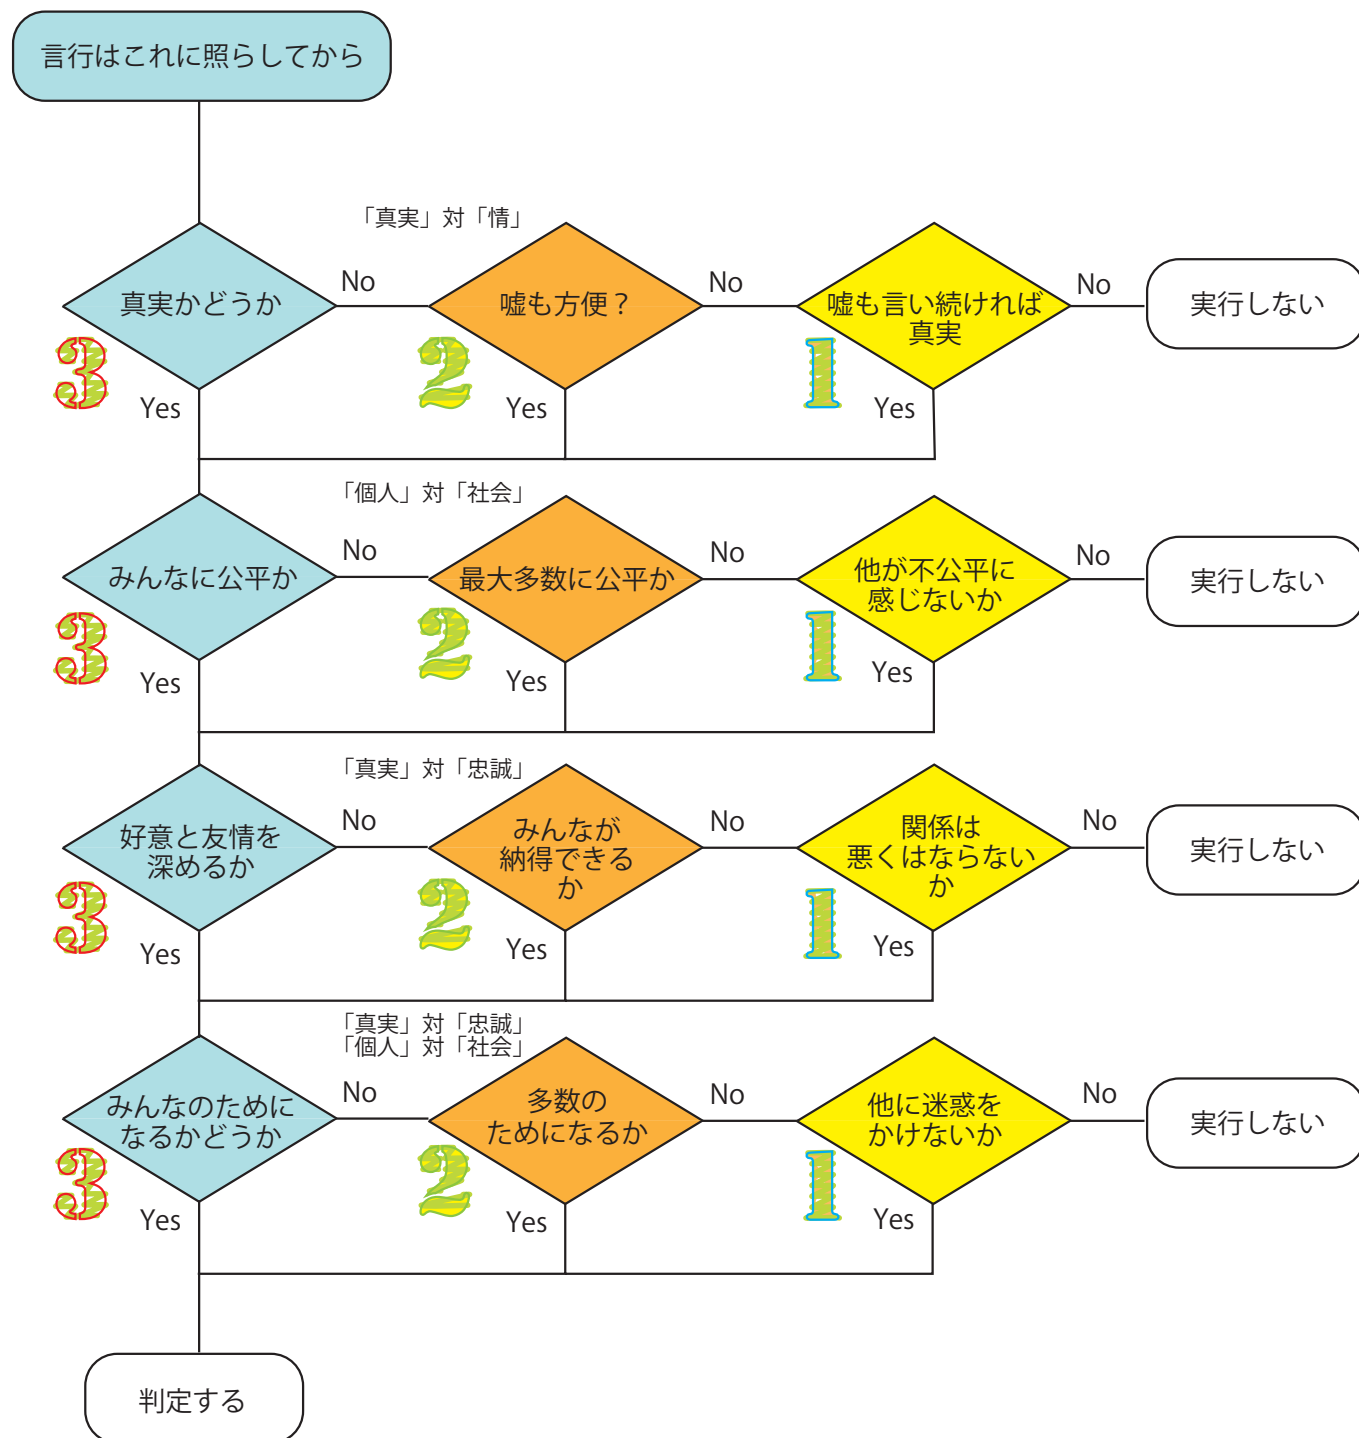 言行はこれに照らしてから
「真実」対「情」
真実かどうか
No
嘘も方便？
No
嘘も言い続ければ
真実
No
実行しない
3
Yes
2
Yes
1
Yes
「個人」対「社会」
みんなに公平か
No
最大多数に公平か
No
他が不公平に
感じないか
No
実行しない
3
Yes
2
Yes
1
Yes
「真実」対「忠誠」
好意と友情を
深めるか
No
みんなが
納得できる
か
No
関係は
悪くはならない
か
No
実行しない
3
Yes
2
Yes
1
Yes
「真実」対「忠誠」
「個人」対「社会」
みんなのために
なるかどうか
No
多数の
ためになるか
No
他に迷惑を
かけないか
No
実行しない
3
Yes
2
Yes
1
Yes
判定する